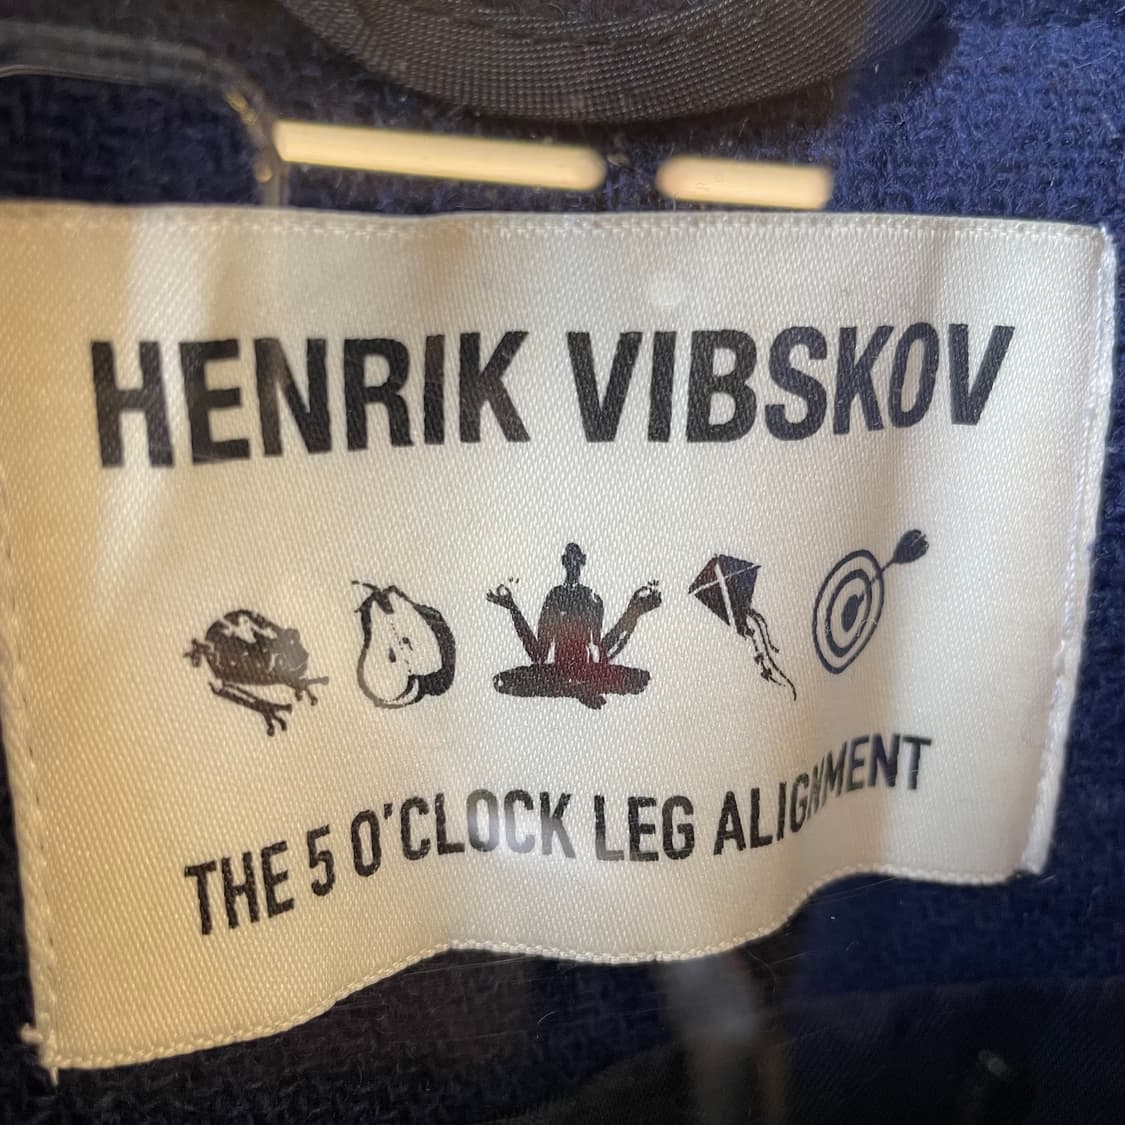 HENRIK VIBSKOV
THE 5 O'CLOCK LEG ALIGNMENT